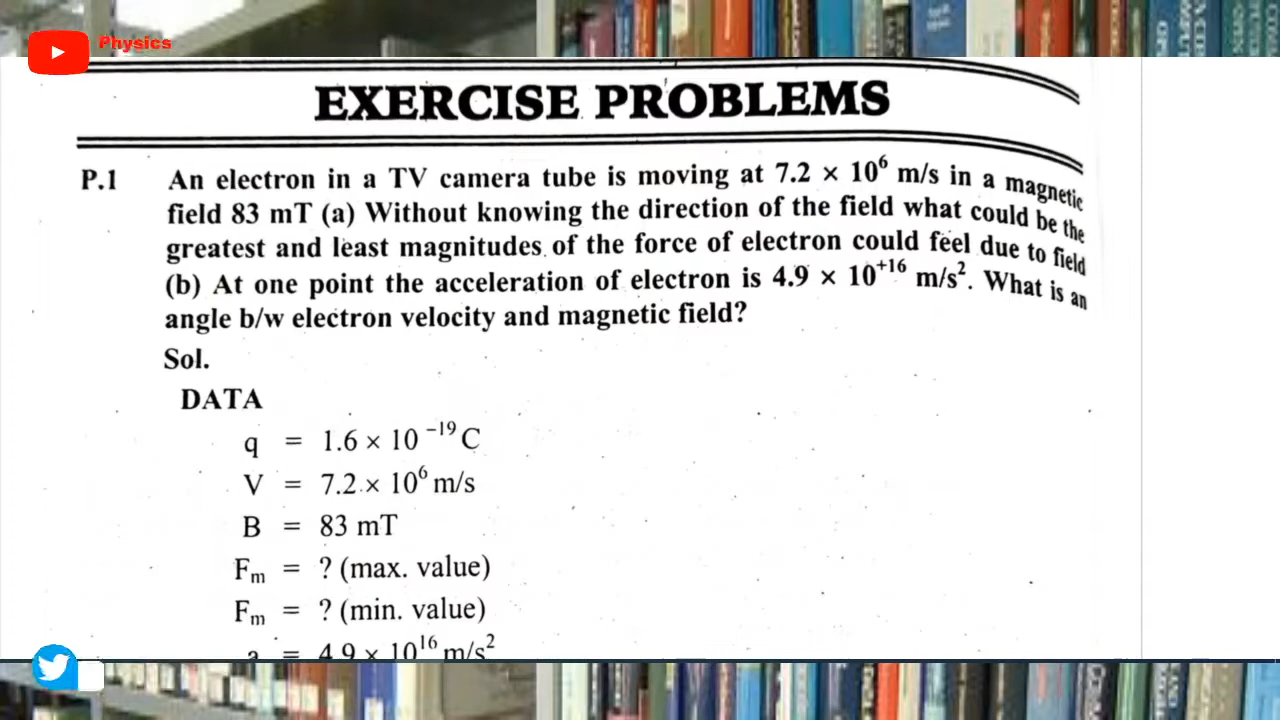 Physics
EXERCISE PROBLEMS
P.1 An electron in a TV camera tube is moving at 7.2 × 10⁶ m/s in a magnetic
field 83 mT (a) Without knowing the direction of the field what could be the
greatest and least magnitudes of the force of electron could feel due to field
(b) At one point the acceleration of electron is 4.9 × 10⁺¹⁶ m/s². What is an
angle b/w electron velocity and magnetic field?
Sol.
DATA
q = 1.6 × 10⁻¹⁹ C
V = 7.2 × 10⁶ m/s
B = 83 mT
Fₘ = ? (max. value)
Fₘ = ? (min. value)
a = 4.9 × 10¹⁶ m/s²